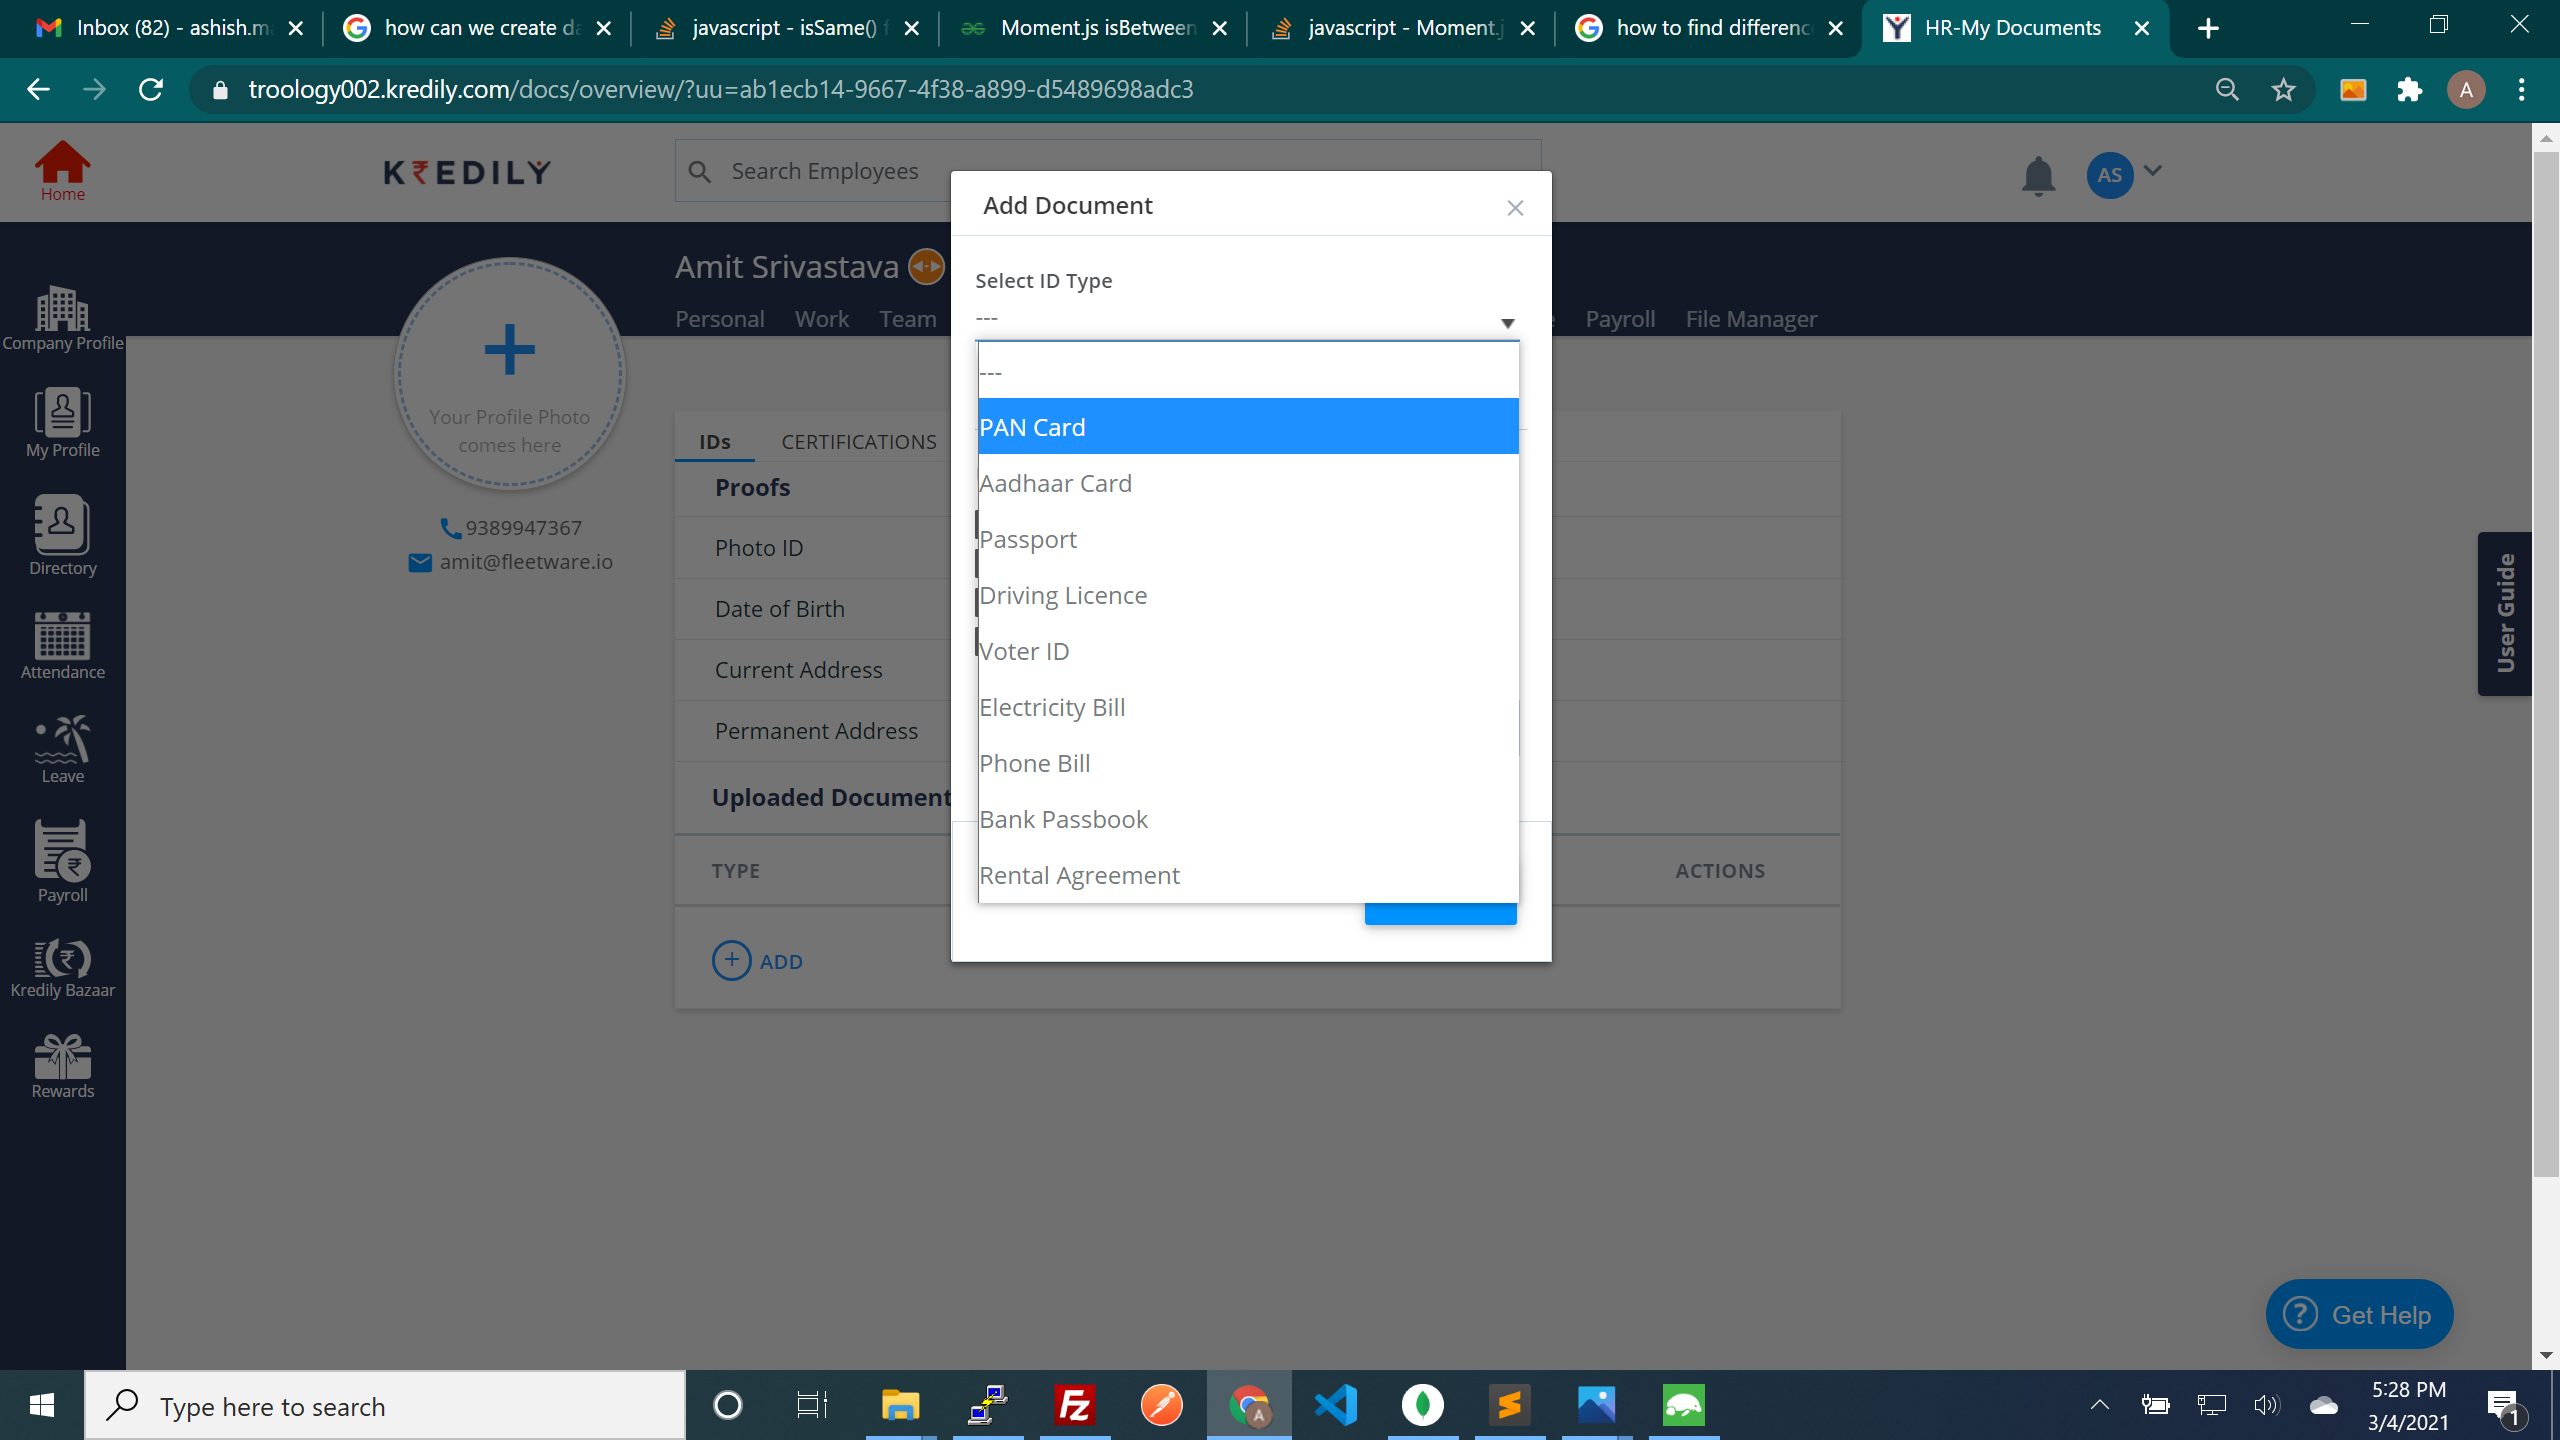 Inbox (82) - ashish.ma
how can we create da
javascript - isSame() f
Moment.js isBetween
javascript - Moment.j
how to find differenc
HR-My Documents
troology002.kredily.com/docs/overview/?uu=ab1ecb14-9667-4f38-a899-d5489698adc3
A
Home
KREDILY
Search Employees
AS
Add Document
Amit Srivastava
Personal Work Team
Payroll File Manager
Select ID Type
---
---
PAN Card
Aadhaar Card
Passport
Driving Licence
Voter ID
Electricity Bill
Phone Bill
Bank Passbook
Rental Agreement
Company Profile
My Profile
Directory
Attendance
Leave
Payroll
Kredily Bazaar
Rewards
Your Profile Photo
comes here
9389947367
amit@fleetware.io
IDs CERTIFICATIONS
Proofs
Photo ID
Date of Birth
Current Address
Permanent Address
Uploaded Document
TYPE ACTIONS
ADD
User Guide
Get Help
Type here to search
5:28 PM
3/4/2021
1